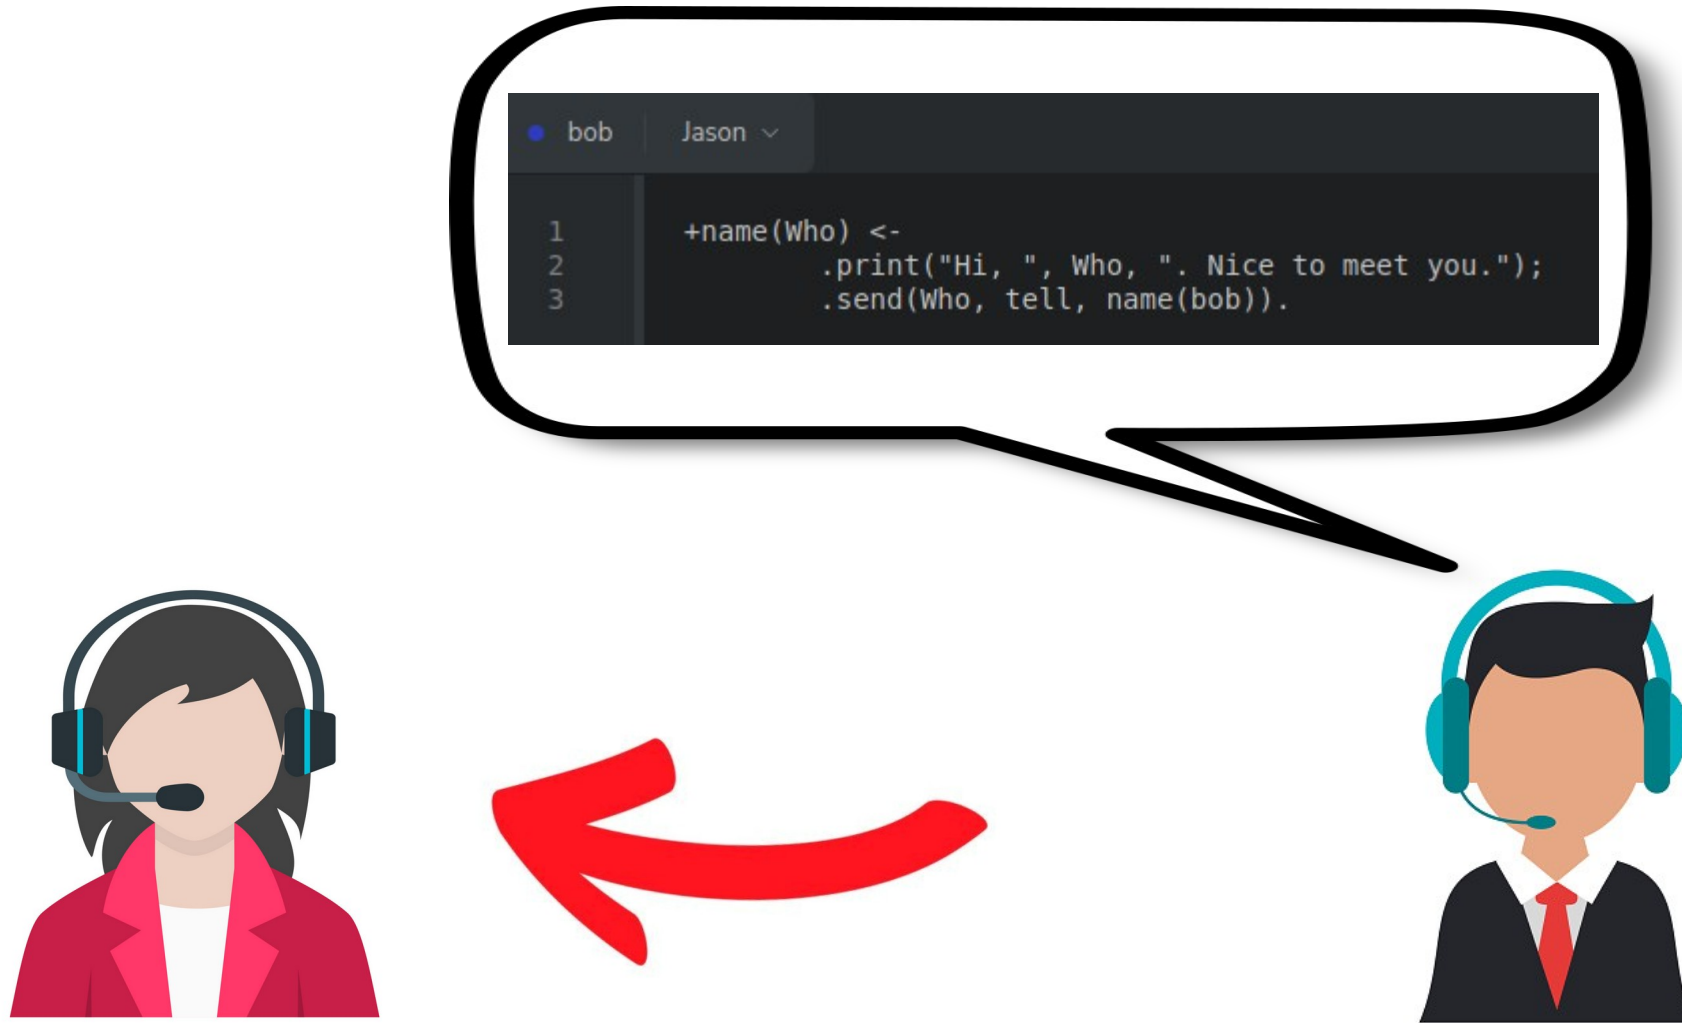 bob Jason
1 +name(Who) <-
2 .print("Hi, ", Who, ". Nice to meet you.");
3 .send(Who, tell, name(bob)).